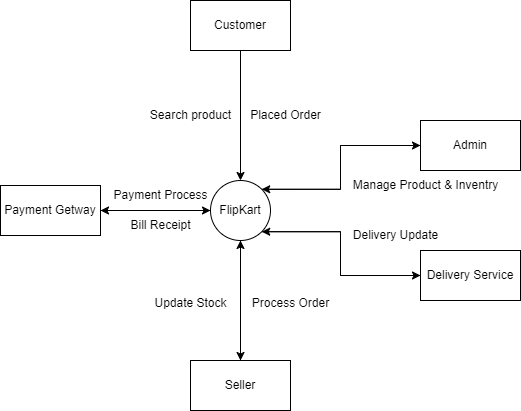 Customer
Search product
Placed Order
Admin
Manage Product & Inventry
Payment Process
Payment Getway
FlipKart
Bill Receipt
Delivery Update
Delivery Service
Update Stock
Process Order
Seller